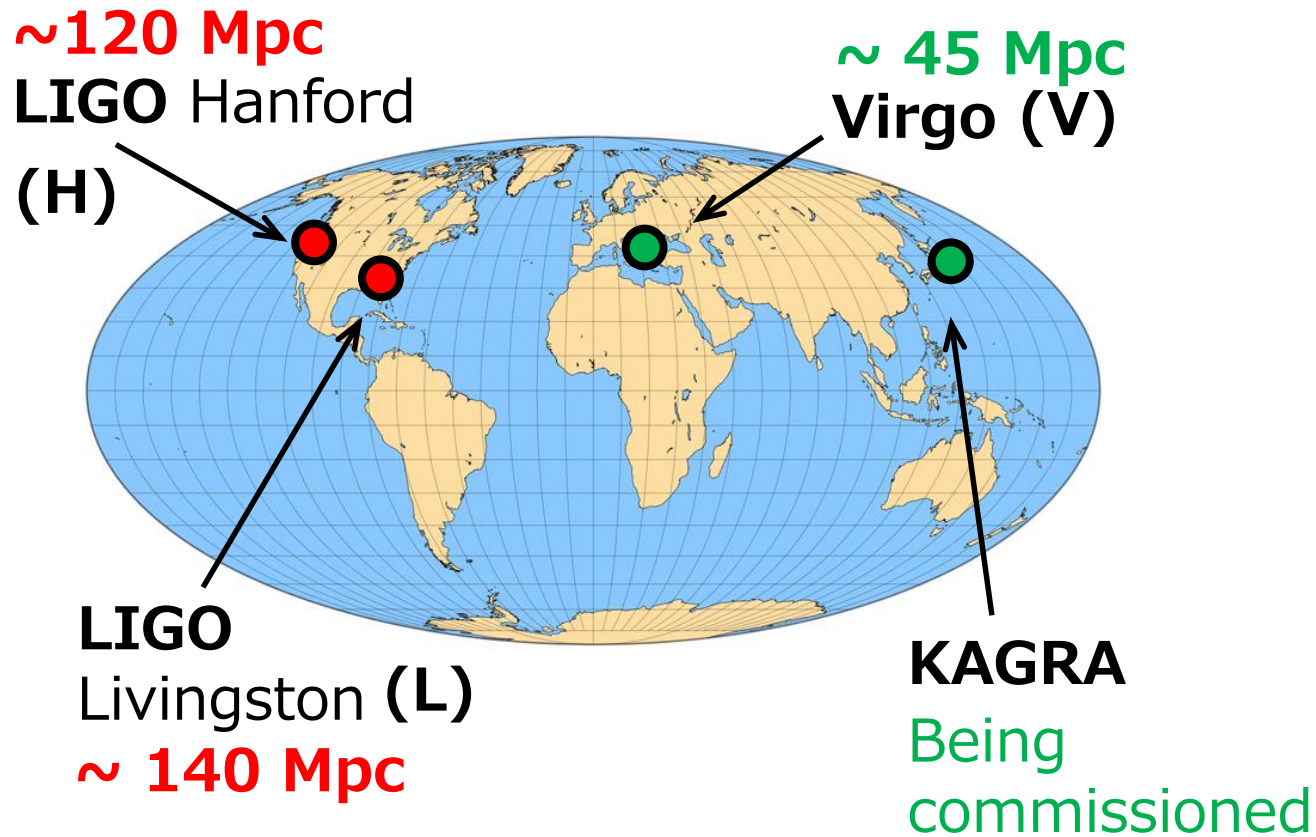 ~120 Mpc
LIGO Hanford
(H)
~ 45 Mpc
Virgo (V)
LIGO
Livingston (L)
~ 140 Mpc
KAGRA
Being
commissioned